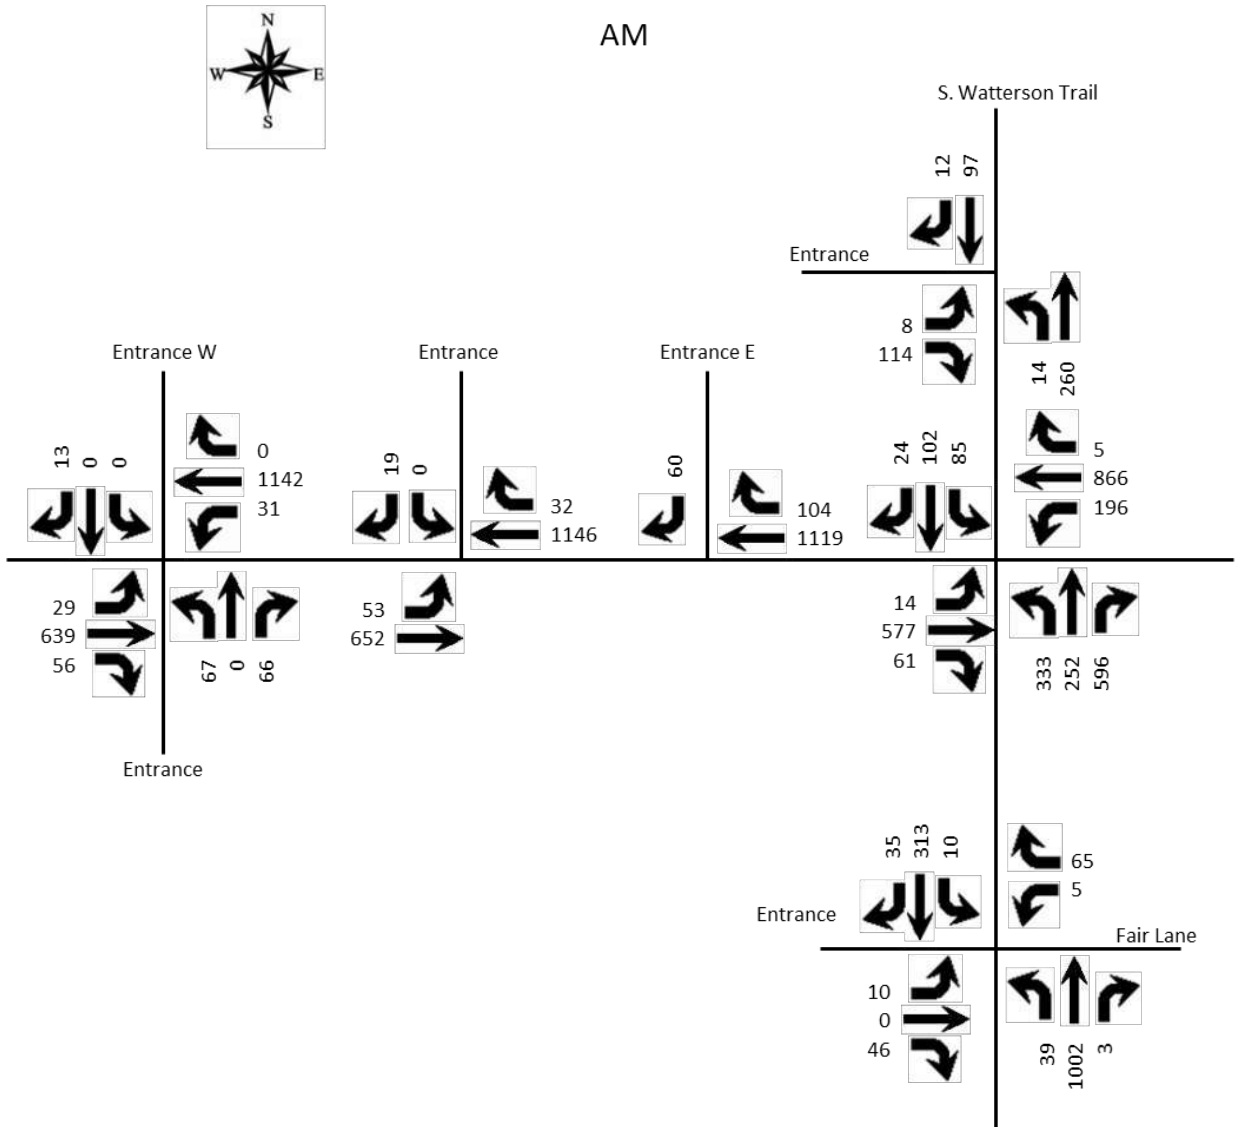 AM
N
W E
S
S. Watterson Trail
12 97
Entrance
8
114
14 260
Entrance W
Entrance
Entrance E
13 0 0
0
1142
31
19 0
32
1146
60
104
1119
24 102 85
5
866
196
29
639
56
67 0 66
53
652
14
577
61
333 252 596
Entrance
35 313 10
65
5
Entrance
Fair Lane
10
0
46
39 1002 3